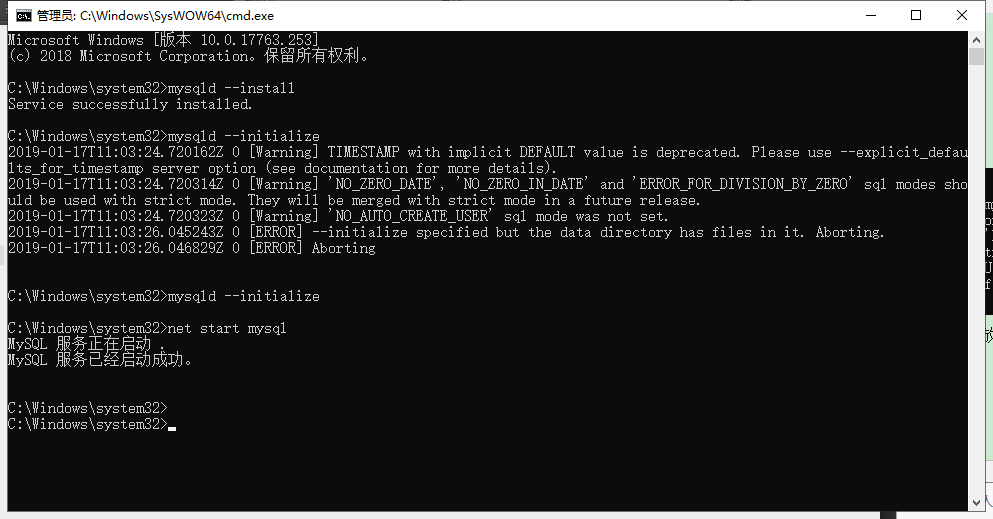 管理员: C:\Windows\SysWOW64\cmd.exe
Microsoft Windows [版本 10.0.17763.253]
(c) 2018 Microsoft Corporation。保留所有权利。
C:\Windows\system32>mysqld --install
Service successfully installed.
C:\Windows\system32>mysqld --initialize
2019-01-17T11:03:24.720162Z 0 [Warning] TIMESTAMP with implicit DEFAULT value is deprecated. Please use --explicit_defau
lts_for_timestamp server option (see documentation for more details).
2019-01-17T11:03:24.720314Z 0 [Warning] 'NO_ZERO_DATE', 'NO_ZERO_IN_DATE' and 'ERROR_FOR_DIVISION_BY_ZERO' sql modes sho
uld be used with strict mode. They will be merged with strict mode in a future release.
2019-01-17T11:03:24.720323Z 0 [Warning] 'NO_AUTO_CREATE_USER' sql mode was not set.
2019-01-17T11:03:26.045243Z 0 [ERROR] --initialize specified but the data directory has files in it. Aborting.
2019-01-17T11:03:26.046829Z 0 [ERROR] Aborting
C:\Windows\system32>mysqld --initialize
C:\Windows\system32>net start mysql
MySQL 服务正在启动 .
MySQL 服务已经启动成功。
C:\Windows\system32>
C:\Windows\system32>